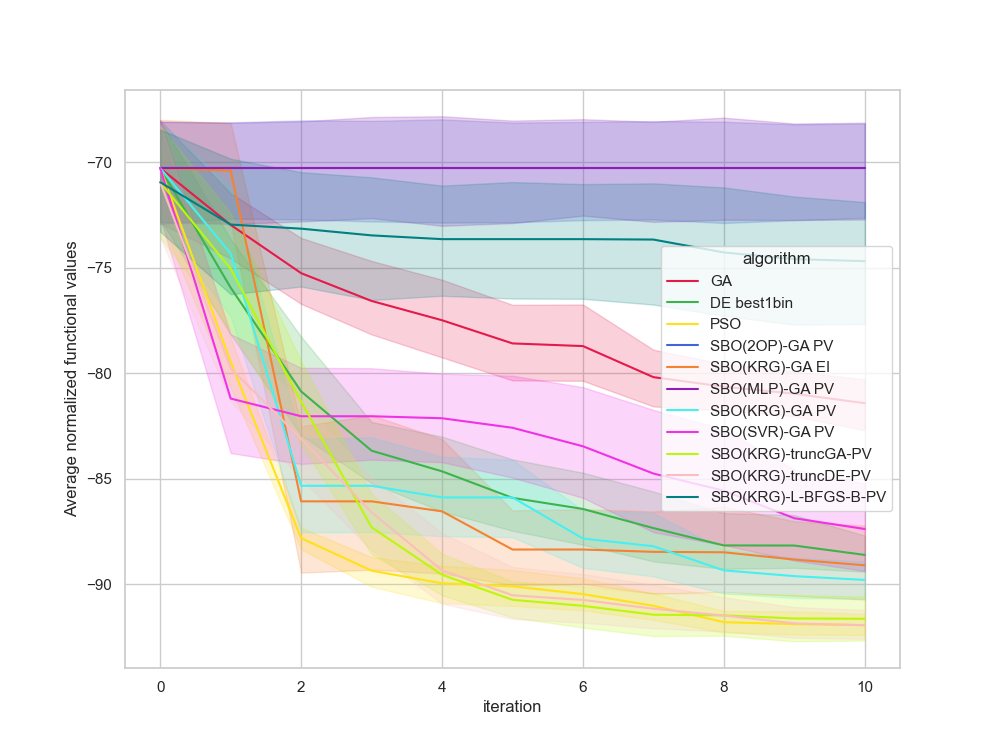 Average normalized functional values
−70
−75
−80
−85
−90
0
2
4
6
8
10
iteration
algorithm
GA
DE best1bin
PSO
SBO(2OP)-GA PV
SBO(KRG)-GA EI
SBO(MLP)-GA PV
SBO(KRG)-GA PV
SBO(SVR)-GA PV
SBO(KRG)-truncGA-PV
SBO(KRG)-truncDE-PV
SBO(KRG)-L-BFGS-B-PV